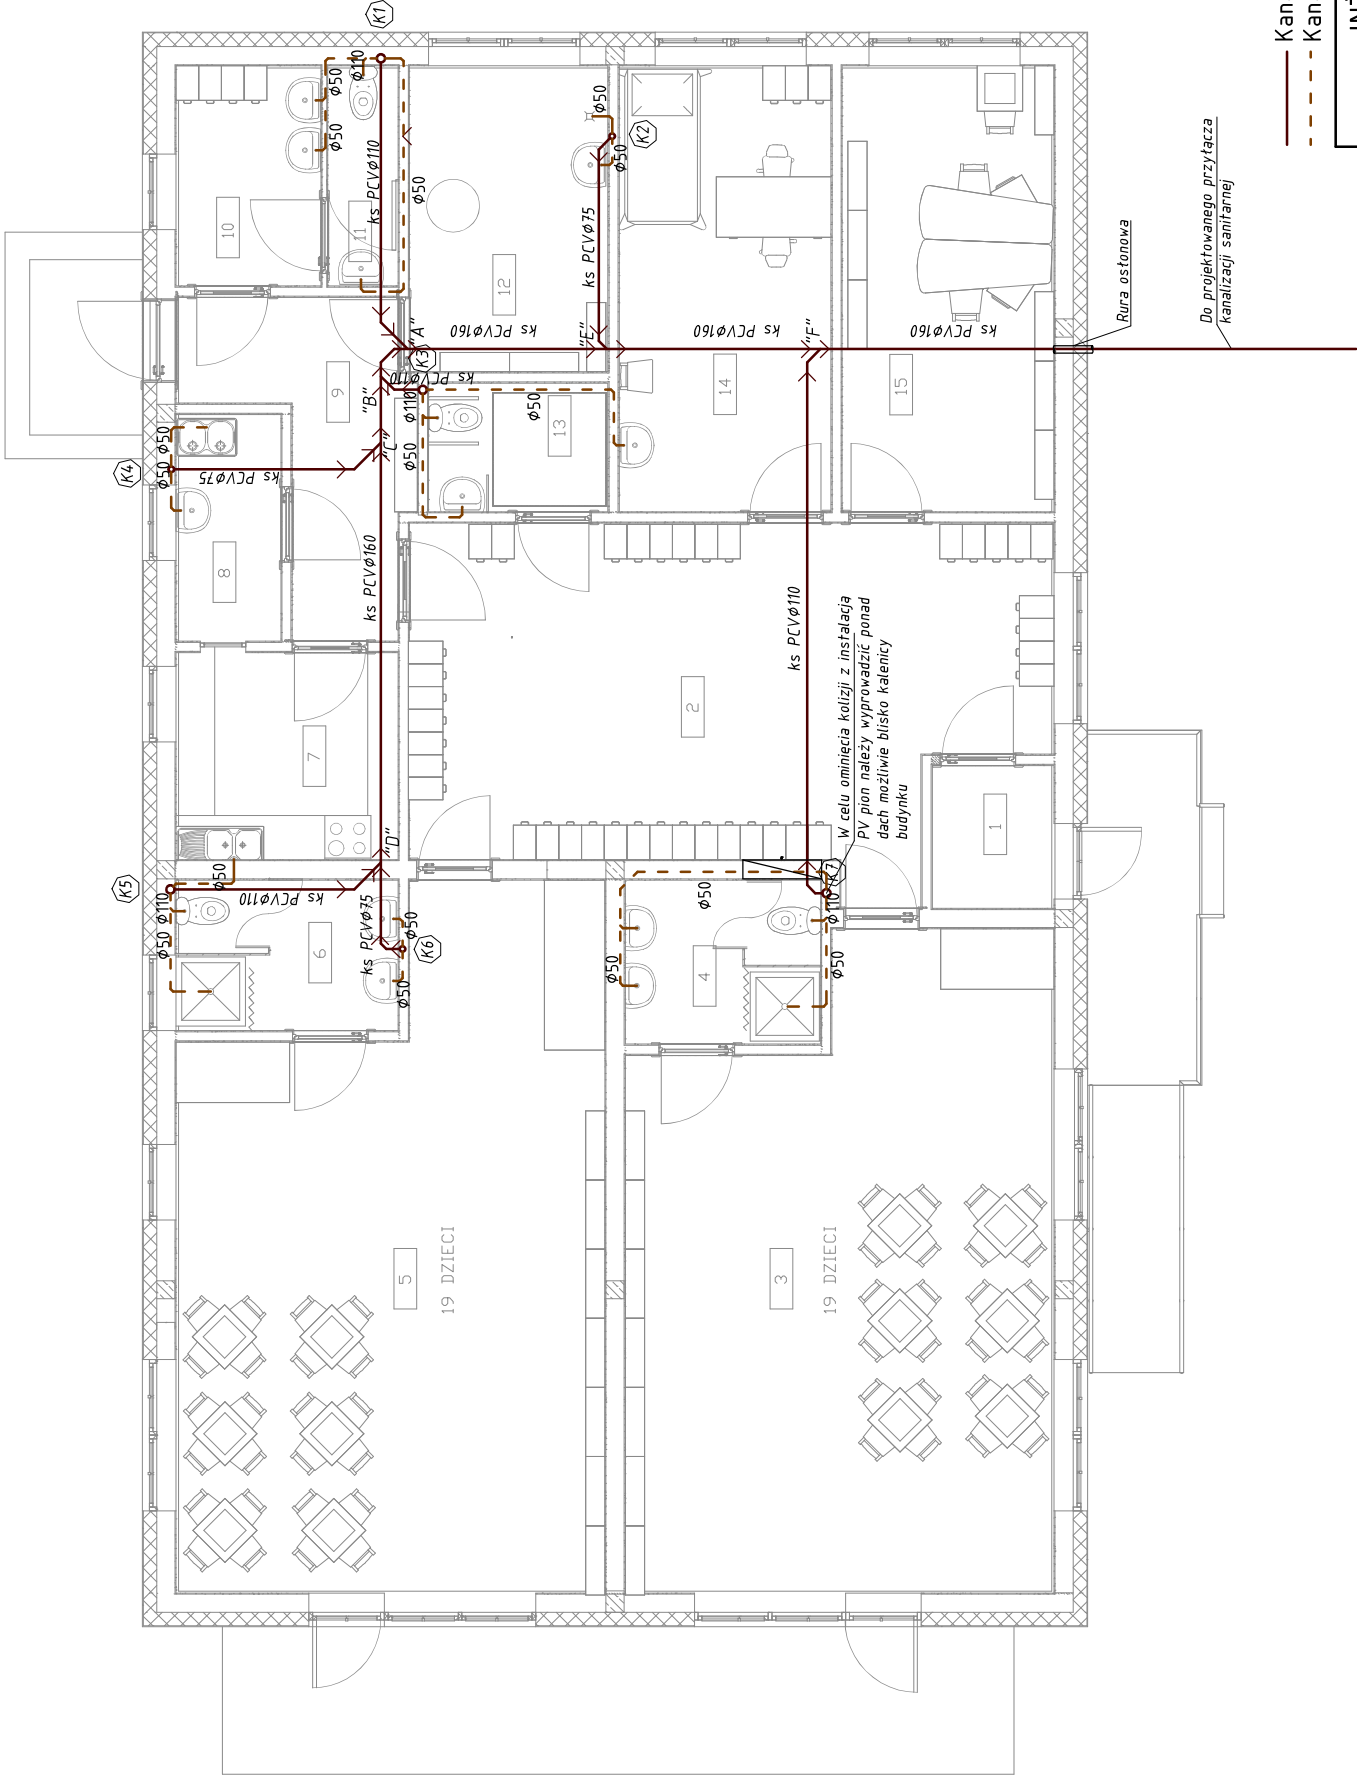 K1
ø110
ø50
ø50
ks PCVø110
ø50
10
11
K2
ø50
ø50
ks PCVø75
12
"A"
K3
ks PCVø160
"E"
ks PCVø160
"F"
ks PCVø160
14
15
Rura osłonowa
Do projektowanego przyłącza
kanalizacji sanitarnej
Kan
Kan
9
"B"
ks PCVø110
ø110
ø50
ø50
13
"C"
K4
ø50
ø50
ks PCVø75
8
ks PCVø160
7
2
ks PCVø110
W celu ominięcia kolizji z instalacją
PV pion należy wyprowadzić ponad
dach możliwie blisko kalenicy
budynku
1
K5
ø110
ø50
ø50
ks PCVø110
"D"
ks PCVø75
ø50
ø50
K6
6
K7
ø110
ø50
ø50
ø50
4
5
19 DZIECI
3
19 DZIECI